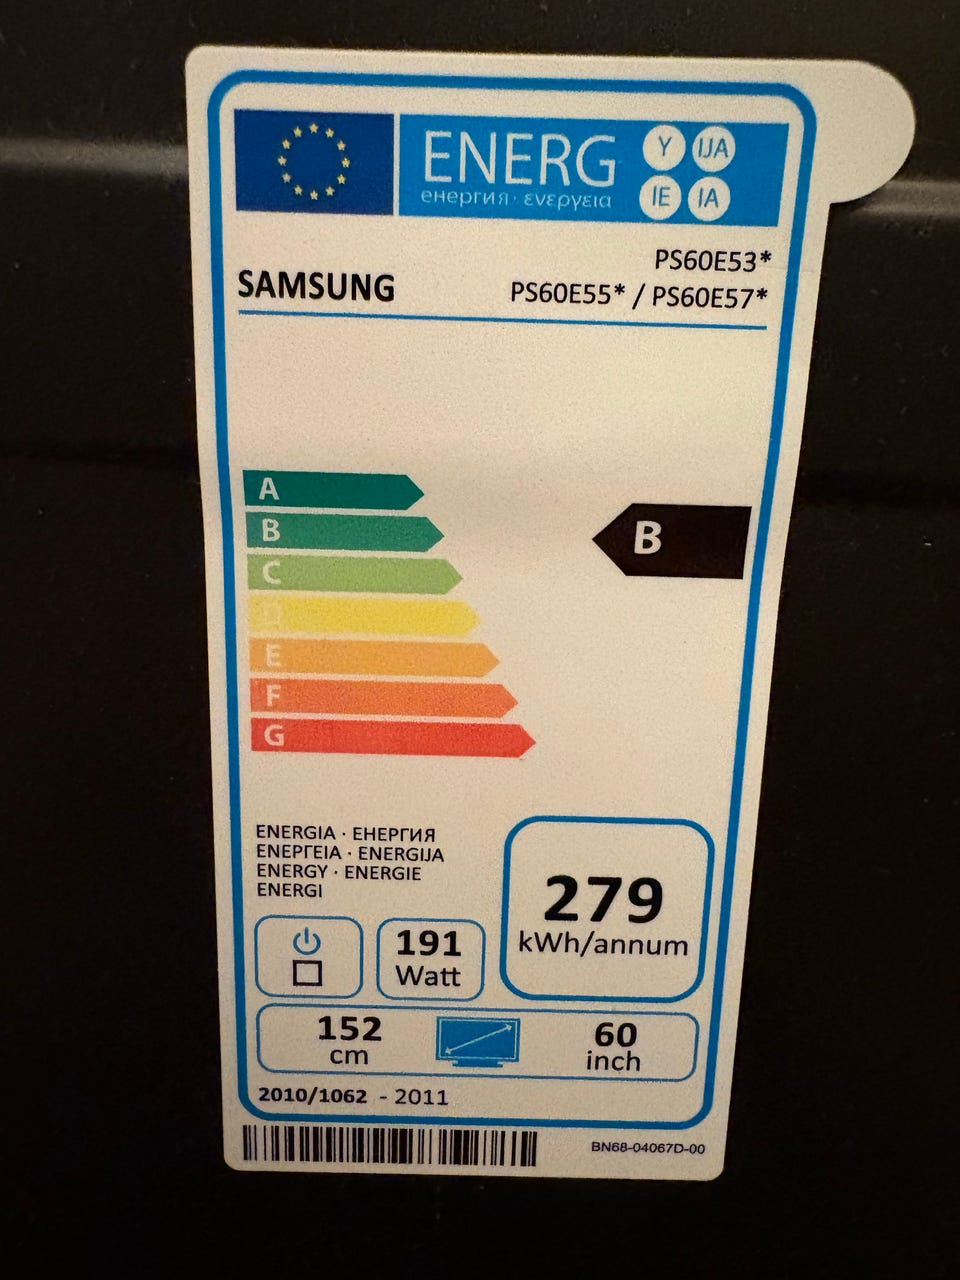 ENERG Y IJA
енергия · ενεργεια IE IA
PS60E53*
SAMSUNG PS60E55* / PS60E57*
A
B B
C
D
E
F
G
ENERGIA · ЕНЕРГИЯ
ΕΝΕΡΓΕΙΑ · ENERGIJA
ENERGY · ENERGIE
ENERGI
279
kWh/annum
191
Watt
152
cm
60
inch
2010/1062 - 2011
BN68-04067D-00